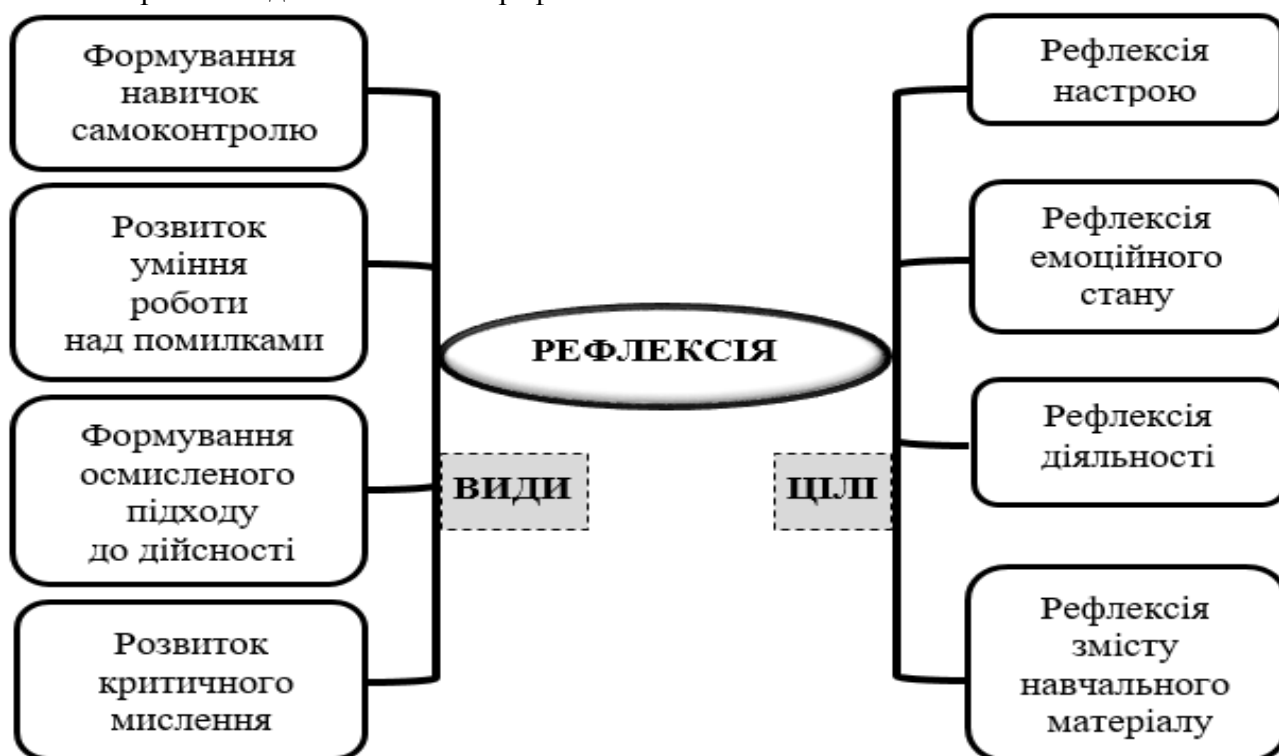 Формування
навичок
самоконтролю
Розвиток
уміння
роботи
над помилками
Формування
осмисленого
підходу
до дійсності
Розвиток
критичного
мислення
РЕФЛЕКСІЯ
ВИДИ
ЦІЛІ
Рефлексія
настрою
Рефлексія
емоційного
стану
Рефлексія
діяльності
Рефлексія
змісту
навчального
матеріалу